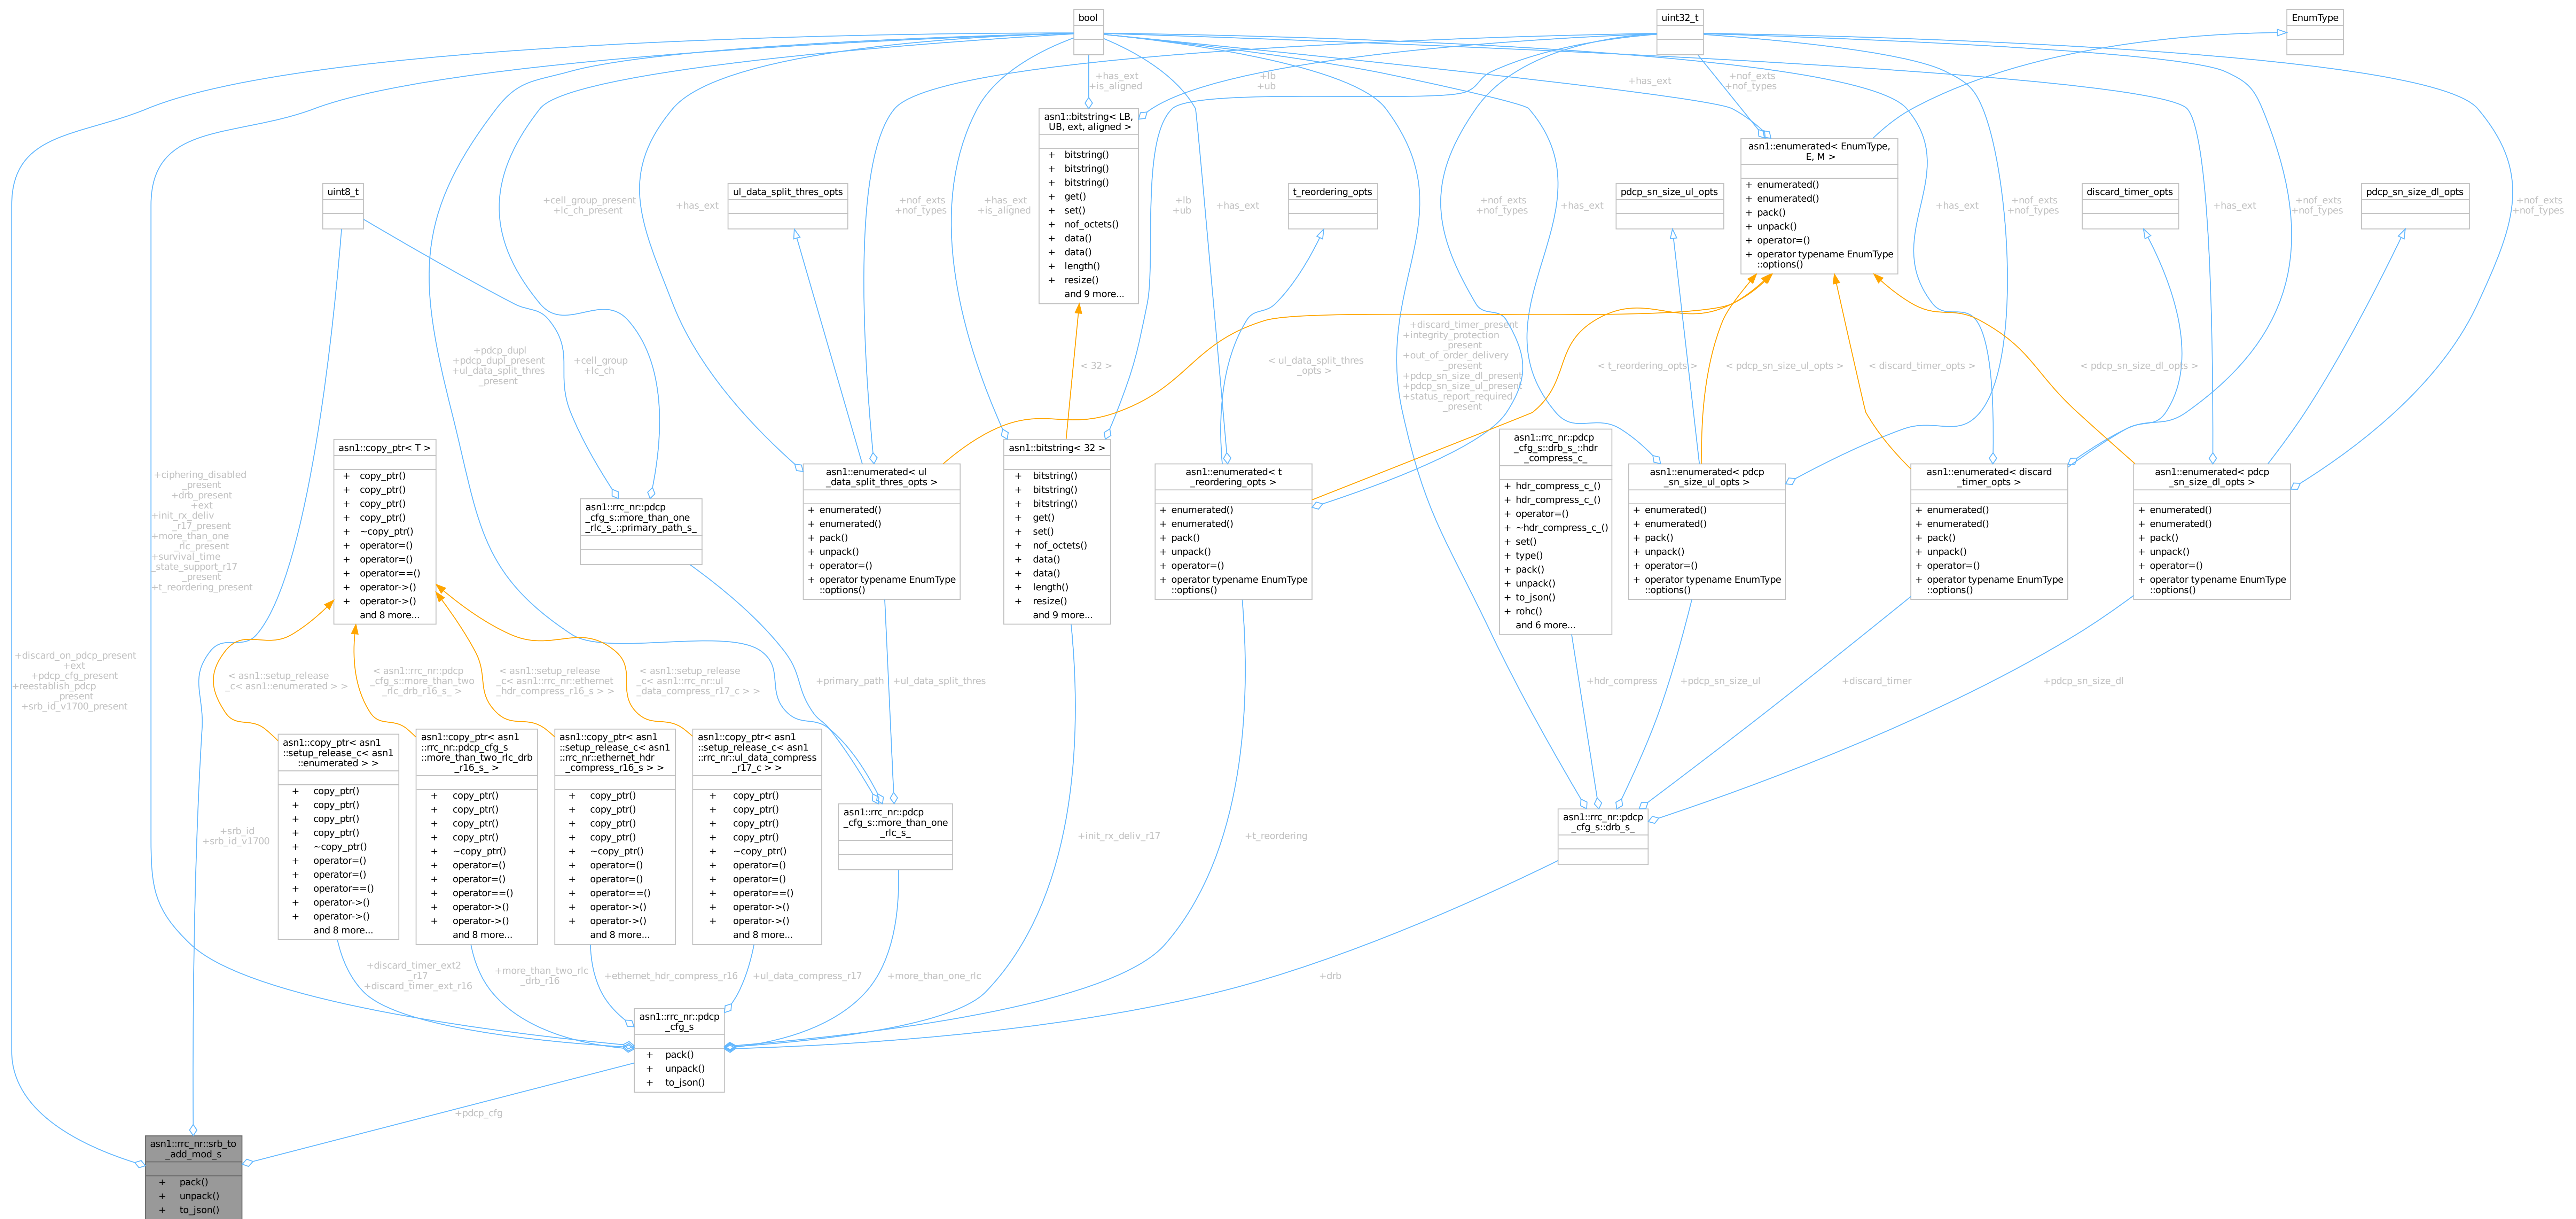 bool
uint32_t
EnumType
+has_ext
+is_aligned
+lb
+ub
+has_ext
+nof_exts
+nof_types
asn1::bitstring< LB,
UB, ext, aligned >
+ bitstring()
+ bitstring()
+ bitstring()
+ get()
+ set()
+ nof_octets()
+ data()
+ data()
+ length()
+ resize()
and 9 more...
asn1::enumerated< EnumType,
E, M >
+ enumerated()
+ enumerated()
+ pack()
+ unpack()
+ operator=()
+ operator typename EnumType
::options()
uint8_t
ul_data_split_thres_opts
t_reordering_opts
pdcp_sn_size_ul_opts
discard_timer_opts
pdcp_sn_size_dl_opts
+cell_group_present
+lc_ch_present
+has_ext
+nof_exts
+nof_types
+has_ext
+is_aligned
+lb
+ub
+has_ext
+nof_exts
+nof_types
+has_ext
+has_ext
+nof_exts
+nof_types
+has_ext
+nof_exts
+nof_types
+nof_exts
+nof_types
+pdcp_dupl
+pdcp_dupl_present
+ul_data_split_thres
_present
+cell_group
+lc_ch
< 32 >
< ul_data_split_thres
_opts >
+discard_timer_present
+integrity_protection
_present
+out_of_order_delivery
_present
+pdcp_sn_size_dl_present
+pdcp_sn_size_ul_present
+status_report_required
_present
< t_reordering_opts >
< pdcp_sn_size_ul_opts >
< discard_timer_opts >
< pdcp_sn_size_dl_opts >
+ciphering_disabled
_present
+drb_present
+ext
+init_rx_deliv
_r17_present
+more_than_one
_rlc_present
+survival_time
_state_support_r17
_present
+t_reordering_present
asn1::copy_ptr< T >
+ copy_ptr()
+ copy_ptr()
+ copy_ptr()
+ copy_ptr()
+ ~copy_ptr()
+ operator=()
+ operator=()
+ operator==()
+ operator->()
+ operator->()
and 8 more...
asn1::rrc_nr::pdcp
_cfg_s::more_than_one
_rlc_s_::primary_path_s_
asn1::enumerated< ul
_data_split_thres_opts >
+ enumerated()
+ enumerated()
+ pack()
+ unpack()
+ operator=()
+ operator typename EnumType
::options()
asn1::bitstring< 32 >
+ bitstring()
+ bitstring()
+ bitstring()
+ get()
+ set()
+ nof_octets()
+ data()
+ data()
+ length()
+ resize()
and 9 more...
asn1::enumerated< t
_reordering_opts >
+ enumerated()
+ enumerated()
+ pack()
+ unpack()
+ operator=()
+ operator typename EnumType
::options()
asn1::rrc_nr::pdcp
_cfg_s::drb_s_::hdr
_compress_c_
+ hdr_compress_c_()
+ hdr_compress_c_()
+ operator=()
+ ~hdr_compress_c_()
+ set()
+ type()
+ pack()
+ unpack()
+ to_json()
+ rohc()
and 6 more...
asn1::enumerated< pdcp
_sn_size_ul_opts >
+ enumerated()
+ enumerated()
+ pack()
+ unpack()
+ operator=()
+ operator typename EnumType
::options()
asn1::enumerated< discard
_timer_opts >
+ enumerated()
+ enumerated()
+ pack()
+ unpack()
+ operator=()
+ operator typename EnumType
::options()
asn1::enumerated< pdcp
_sn_size_dl_opts >
+ enumerated()
+ enumerated()
+ pack()
+ unpack()
+ operator=()
+ operator typename EnumType
::options()
+discard_on_pdcp_present
+ext
+pdcp_cfg_present
+reestablish_pdcp
_present
+srb_id_v1700_present
< asn1::setup_release
_c< asn1::enumerated > >
< asn1::rrc_nr::pdcp
_cfg_s::more_than_two
_rlc_drb_r16_s_ >
< asn1::setup_release
_c< asn1::rrc_nr::ethernet
_hdr_compress_r16_s > >
< asn1::setup_release
_c< asn1::rrc_nr::ul
_data_compress_r17_c > >
+primary_path
+ul_data_split_thres
+hdr_compress
+pdcp_sn_size_ul
+discard_timer
+pdcp_sn_size_dl
+srb_id
+srb_id_v1700
asn1::copy_ptr< asn1
::setup_release_c< asn1
::enumerated > >
+ copy_ptr()
+ copy_ptr()
+ copy_ptr()
+ copy_ptr()
+ ~copy_ptr()
+ operator=()
+ operator=()
+ operator==()
+ operator->()
+ operator->()
and 8 more...
asn1::copy_ptr< asn1
::rrc_nr::pdcp_cfg_s
::more_than_two_rlc_drb
_r16_s_ >
+ copy_ptr()
+ copy_ptr()
+ copy_ptr()
+ copy_ptr()
+ ~copy_ptr()
+ operator=()
+ operator=()
+ operator==()
+ operator->()
+ operator->()
and 8 more...
asn1::copy_ptr< asn1
::setup_release_c< asn1
::rrc_nr::ethernet_hdr
_compress_r16_s > >
+ copy_ptr()
+ copy_ptr()
+ copy_ptr()
+ copy_ptr()
+ ~copy_ptr()
+ operator=()
+ operator=()
+ operator==()
+ operator->()
+ operator->()
and 8 more...
asn1::copy_ptr< asn1
::setup_release_c< asn1
::rrc_nr::ul_data_compress
_r17_c > >
+ copy_ptr()
+ copy_ptr()
+ copy_ptr()
+ copy_ptr()
+ ~copy_ptr()
+ operator=()
+ operator=()
+ operator==()
+ operator->()
+ operator->()
and 8 more...
asn1::rrc_nr::pdcp
_cfg_s::more_than_one
_rlc_s_
+init_rx_deliv_r17
+t_reordering
asn1::rrc_nr::pdcp
_cfg_s::drb_s_
+discard_timer_ext2
_r17
+discard_timer_ext_r16
+more_than_two_rlc
_drb_r16
+ethernet_hdr_compress_r16
+ul_data_compress_r17
+more_than_one_rlc
+drb
asn1::rrc_nr::pdcp
_cfg_s
+ pack()
+ unpack()
+ to_json()
+pdcp_cfg
asn1::rrc_nr::srb_to
_add_mod_s
+ pack()
+ unpack()
+ to_json()